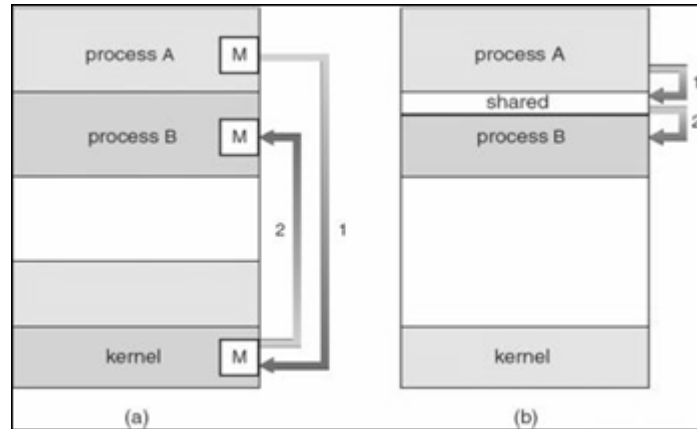 process A
M
process B
M
2
1
kernel
M
(a)
process A
1
shared
2
process B
kernel
(b)